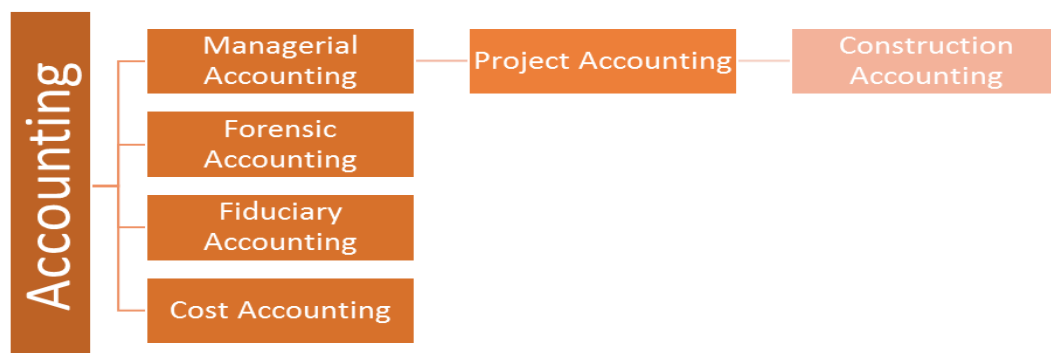 Accounting
Managerial
Accounting
Project Accounting
Construction
Accounting
Forensic
Accounting
Fiduciary
Accounting
Cost Accounting